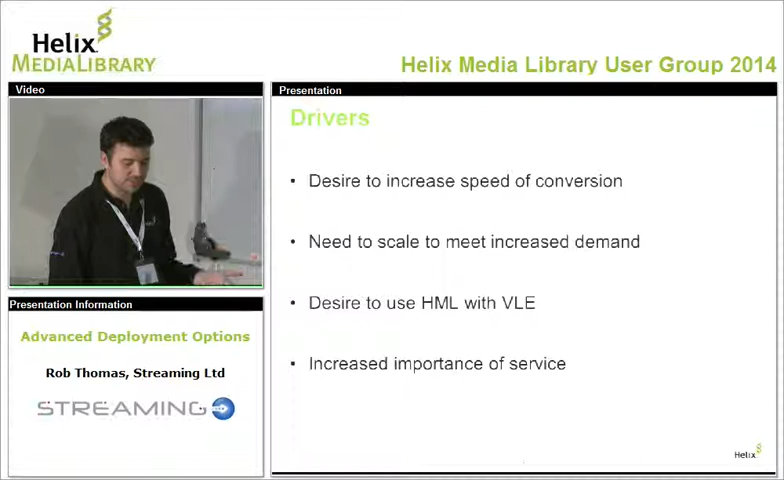 Helix
MEDIALIBRARY
Helix Media Library User Group 2014
Video
Presentation
Drivers
• Desire to increase speed of conversion
• Need to scale to meet increased demand
• Desire to use HML with VLE
• Increased importance of service
Presentation Information
Advanced Deployment Options
Rob Thomas, Streaming Ltd
STREAMING
Helix